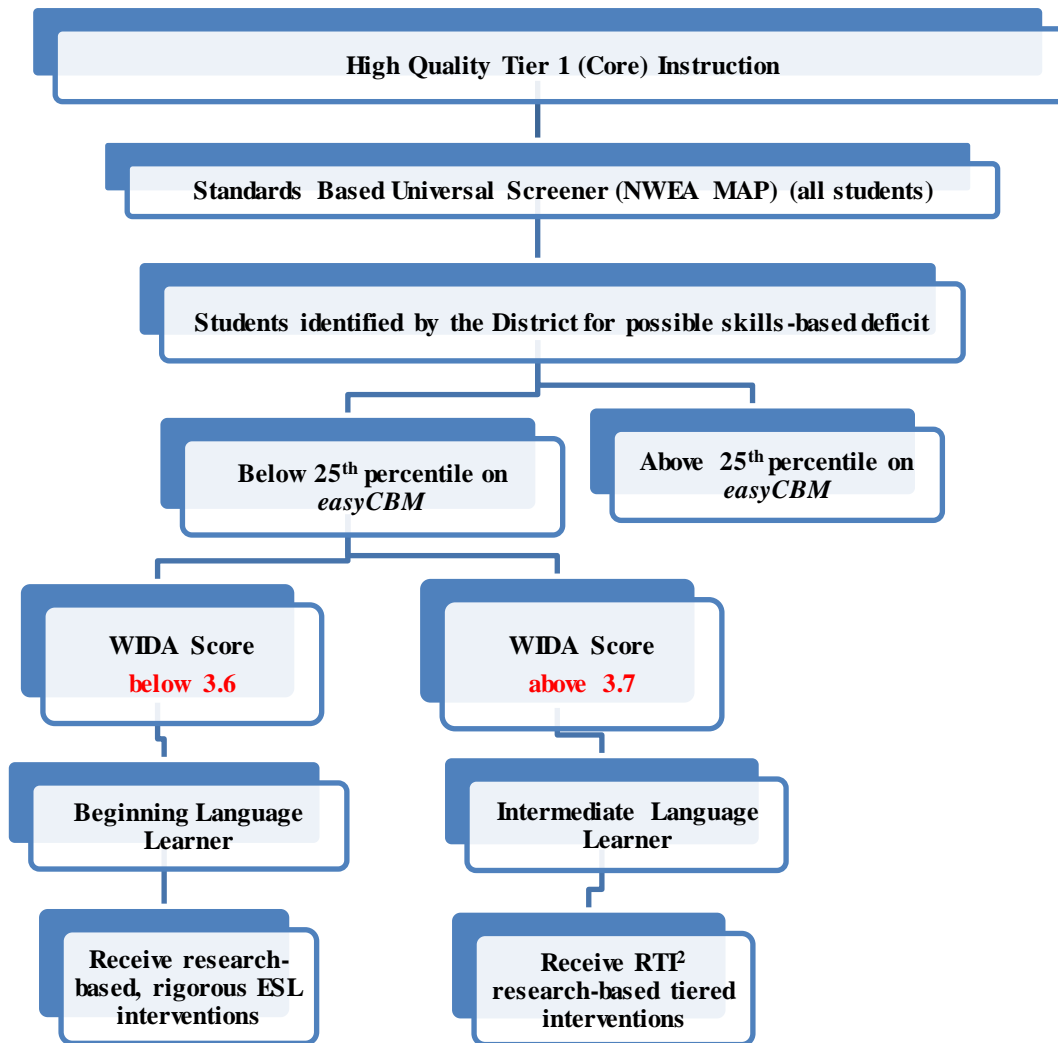 High Quality Tier 1 (Core) Instruction
Standards Based Universal Screener (NWEA MAP) (all students)
Students identified by the District for possible skills-based deficit
Below 25th percentile on
easyCBM
Above 25th percentile on
easyCBM
WIDA Score
below 3.6
WIDA Score
above 3.7
Beginning Language
Learner
Intermediate Language
Learner
Receive research-
based, rigorous ESL
interventions
Receive RTI²
research-based tiered
interventions